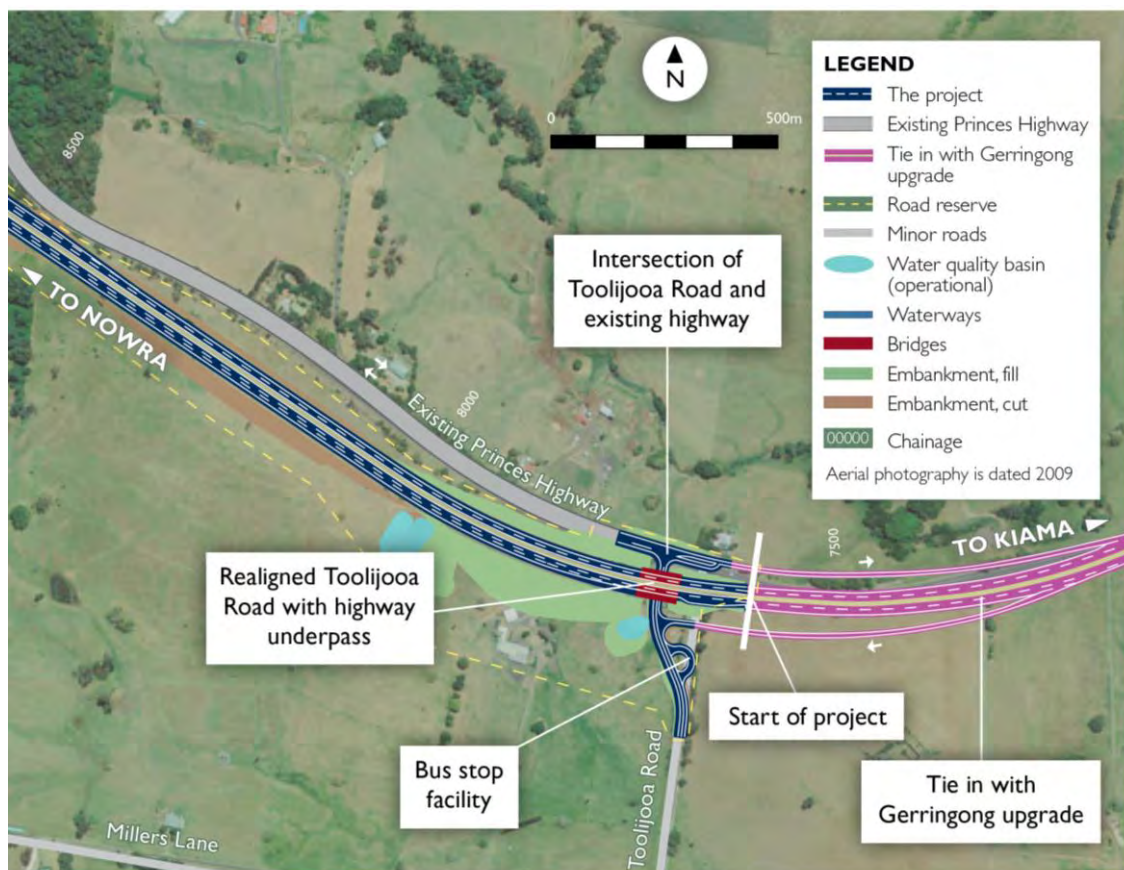 8500
N
0
500m
LEGEND
The project
Existing Princes Highway
Tie in with Gerringong
upgrade
Road reserve
Minor roads
Water quality basin
(operational)
Waterways
Bridges
Embankment, fill
Embankment, cut
00000
Chainage
Aerial photography is dated 2009
Intersection of
Toolijooa Road and
existing highway
TO NOWRA
8000
Existing Princes Highway
7500
TO KIAMA
Realigned Toolijooa
Road with highway
underpass
Start of project
Bus stop
facility
Tie in with
Gerringong upgrade
Toolijooa Road
Millers Lane